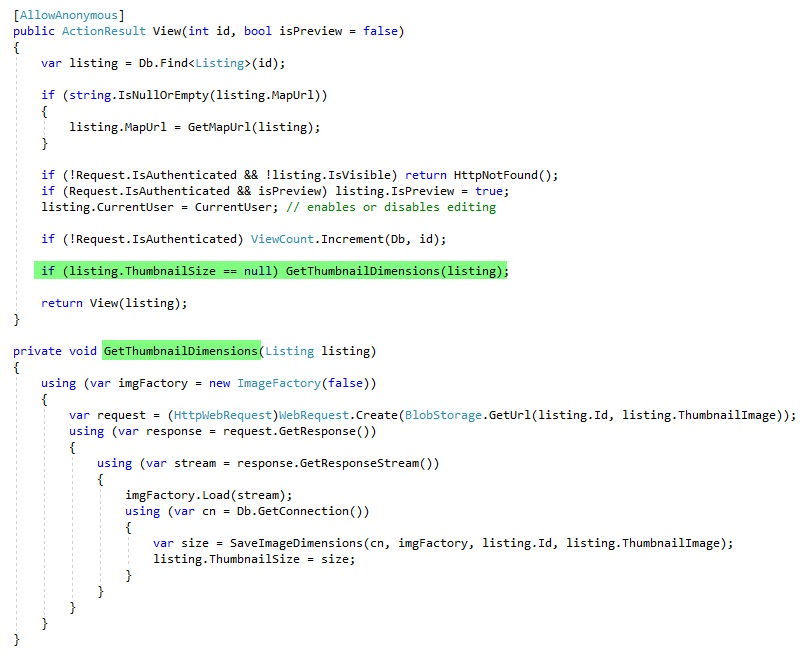 [AllowAnonymous]
public ActionResult View(int id, bool isPreview = false)
{
    var listing = Db.Find<Listing>(id);

    if (string.IsNullOrEmpty(listing.MapUrl))
    {
        listing.MapUrl = GetMapUrl(listing);
    }

    if (!Request.IsAuthenticated && !listing.IsVisible) return HttpNotFound();
    if (Request.IsAuthenticated && isPreview) listing.IsPreview = true;
    listing.CurrentUser = CurrentUser; // enables or disables editing

    if (!Request.IsAuthenticated) ViewCount.Increment(Db, id);

    if (listing.ThumbnailSize == null) GetThumbnailDimensions(listing);

    return View(listing);
}

private void GetThumbnailDimensions(Listing listing)
{
    using (var imgFactory = new ImageFactory(false))
    {
        var request = (HttpWebRequest)WebRequest.Create(BlobStorage.GetUrl(listing.Id, listing.ThumbnailImage));
        using (var response = request.GetResponse())
        {
            using (var stream = response.GetResponseStream())
            {
                imgFactory.Load(stream);
                using (var cn = Db.GetConnection())
                {
                    var size = SaveImageDimensions(cn, imgFactory, listing.Id, listing.ThumbnailImage);
                    listing.ThumbnailSize = size;
                }
            }
        }
    }
}